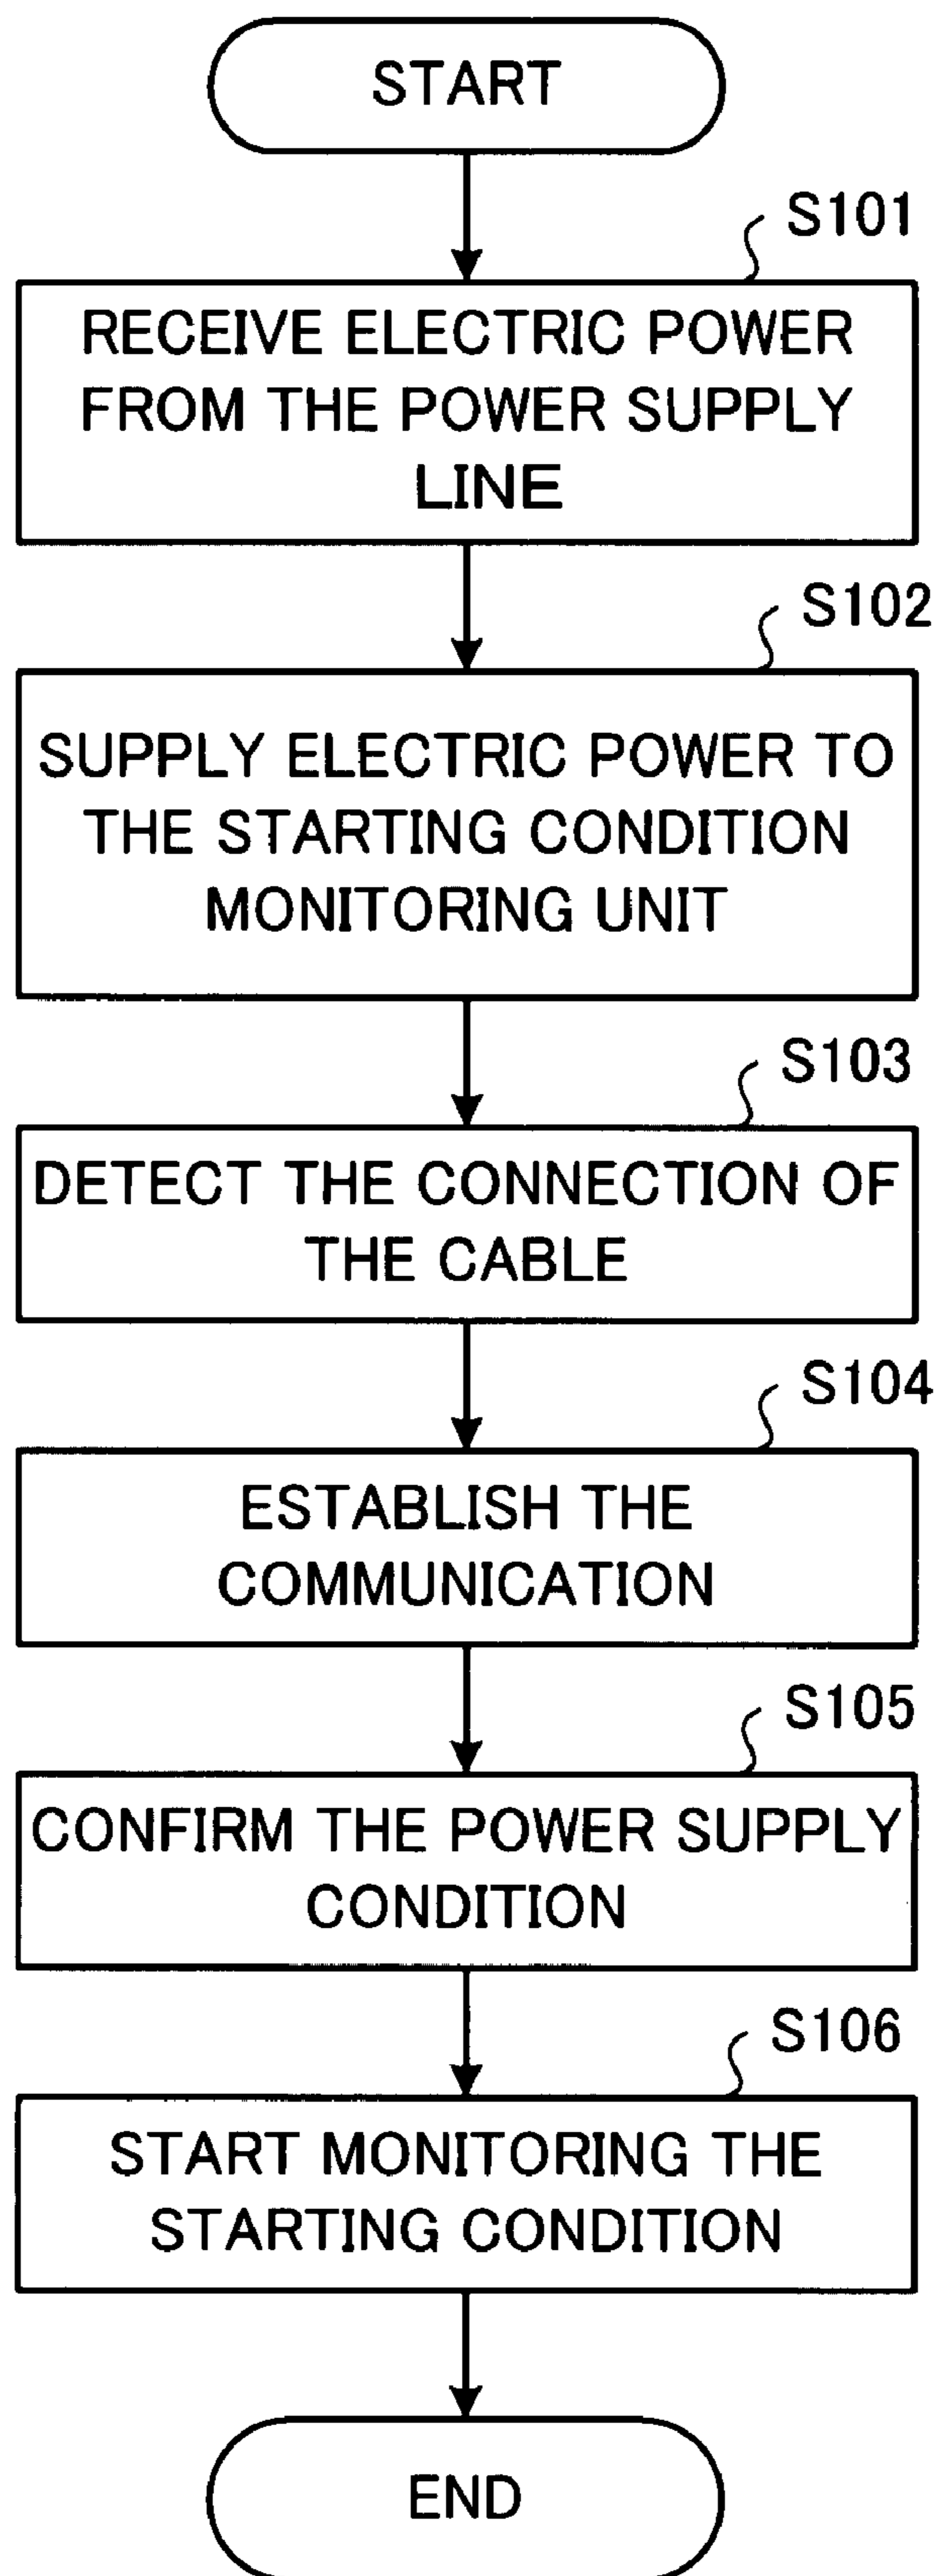 START
S101
RECEIVE ELECTRIC POWER
FROM THE POWER SUPPLY
LINE
S102
SUPPLY ELECTRIC POWER TO
THE STARTING CONDITION
MONITORING UNIT
S103
DETECT THE CONNECTION OF
THE CABLE
S104
ESTABLISH THE
COMMUNICATION
S105
CONFIRM THE POWER SUPPLY
CONDITION
S106
START MONITORING THE
STARTING CONDITION
END